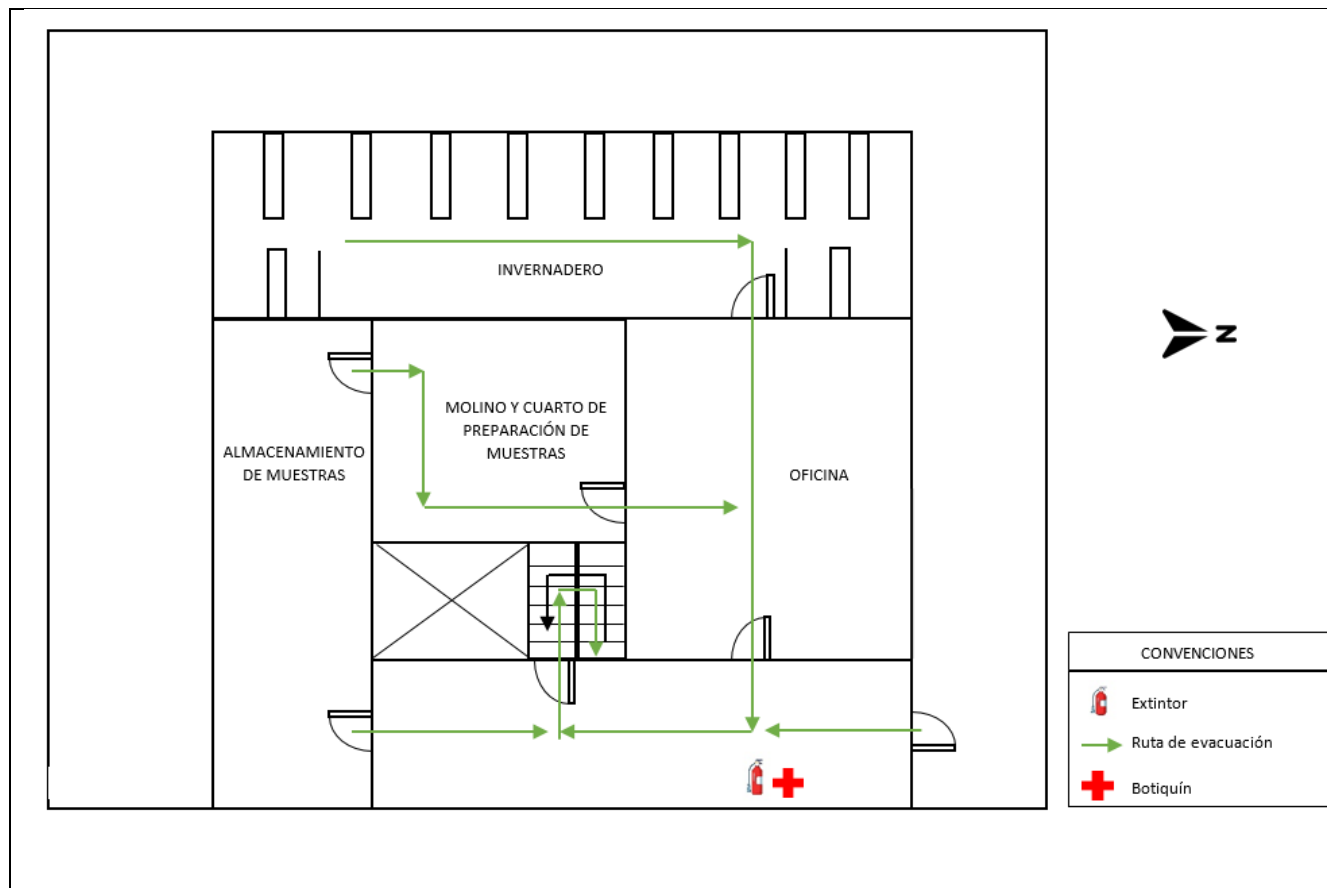 INVERNADERO
MOLINO Y CUARTO DE
PREPARACIÓN DE
MUESTRAS
ALMACENAMIENTO
DE MUESTRAS
OFICINA
N
CONVENCIONES
Extintor
Ruta de evacuación
Botiquín